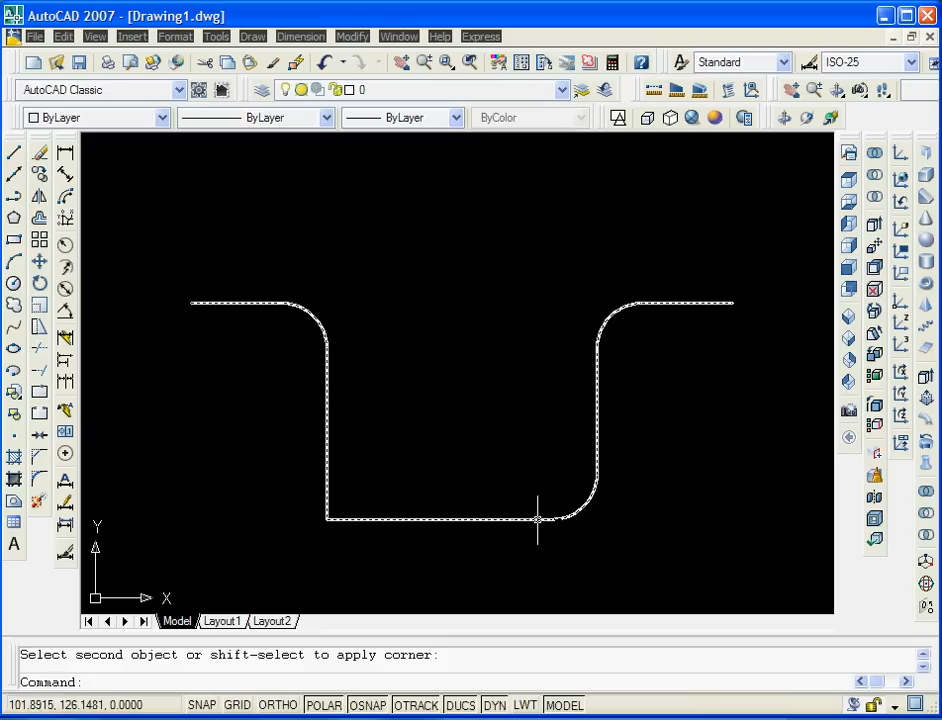 AutoCAD 2007 - [Drawing1.dwg]
File Edit View Insert Format Tools Draw Dimension Modify Window Help Express
Standard ISO-25
AutoCAD Classic 0
ByLayer ByLayer ByLayer ByColor
A
Y
X
Model Layout1 Layout2
Select second object or shift-select to apply corner:
Command:
101.8915, 126.1481, 0.0000 SNAP GRID ORTHO POLAR OSNAP OTRACK DUCS DYN LWT MODEL